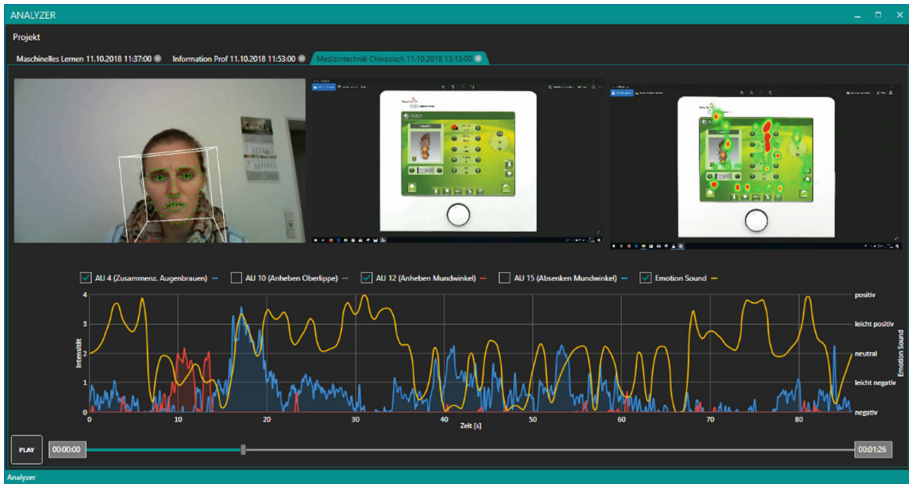 ANALYZER
Projekt
Maschinelles Lernen 11.10.2018 11:37:00 Information Prof 11.10.2018 11:53:00 Medizintechnik Chinesisch 11.10.2018 13:13:00
AU 4 (Zusammenz. Augenbrauen) AU 10 (Anheben Oberlippe) AU 12 (Anheben Mundwinkel) AU 15 (Absenken Mundwinkel) Emotion Sound
4 positiv
3 leicht positiv
Intensität 2 neutral Emotion Sound
1 leicht negativ
0 negativ
0 10 20 30 40 50 60 70 80
Zeit [s]
PLAY 00:00:00 00:01:26
Analyzer